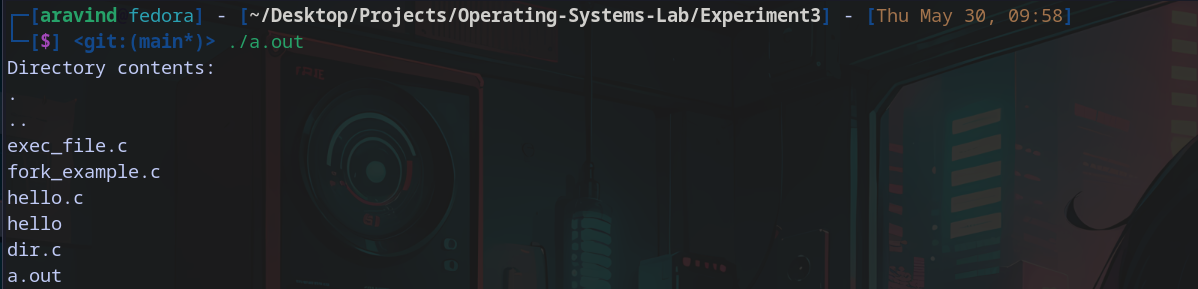 ┌─[aravind fedora] - [~/Desktop/Projects/Operating-Systems-Lab/Experiment3] - [Thu May 30, 09:58]
└─[$] <git:(main*)> ./a.out
Directory contents:
.
..
exec_file.c
fork_example.c
hello.c
hello
dir.c
a.out